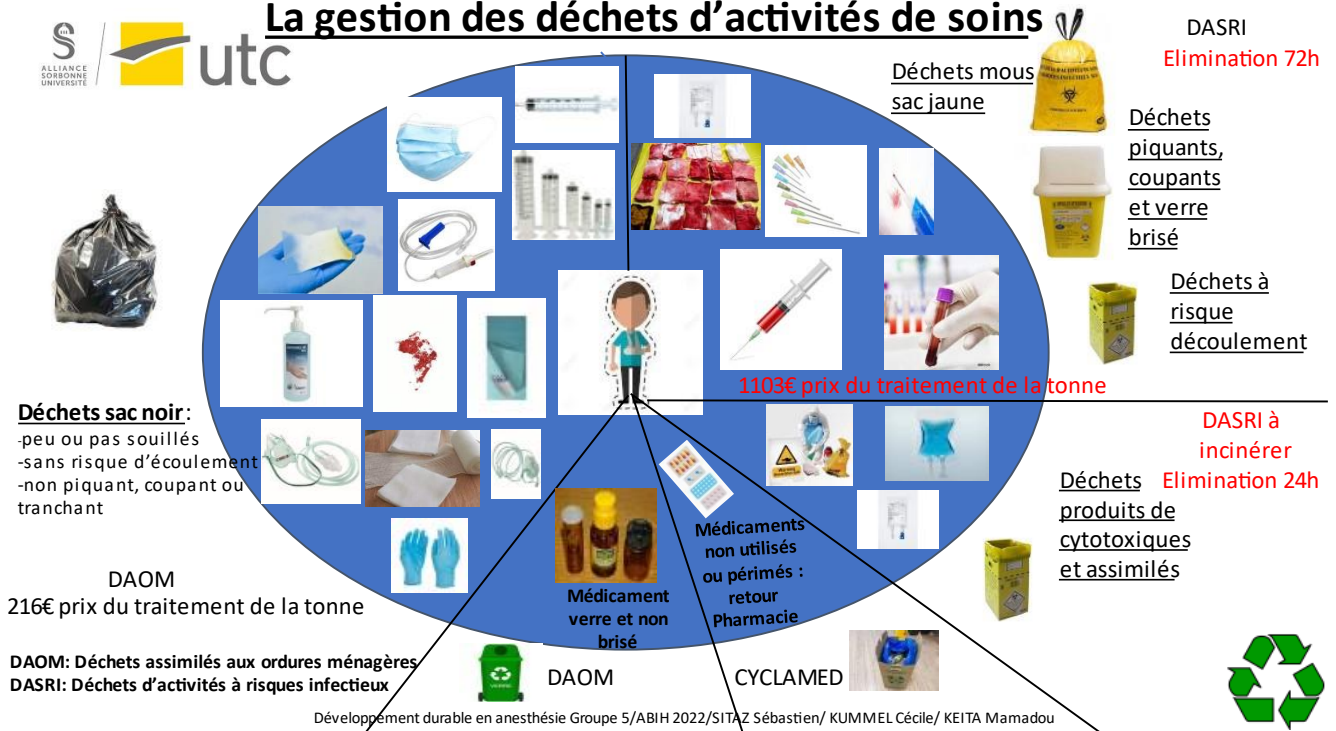 La gestion des déchets d'activités de soins
ALLIANCE
SORBONNE
UNIVERSITÉ
utc
DASRI
Elimination 72h
Déchets mous
sac jaune
Déchets
piquants,
coupants
et verre
brisé
Déchets à
risque
découlement
1103€ prix du traitement de la tonne
Déchets sac noir:
-peu ou pas souillés
-sans risque d'écoulement
-non piquant, coupant ou
tranchant
DASRI à
incinérer
Elimination 24h
Déchets
produits de
cytotoxiques
et assimilés
Médicaments
non utilisés
ou périmés :
retour
Pharmacie
Médicament
verre et non
brisé
DAOM
216€ prix du traitement de la tonne
DAOM: Déchets assimilés aux ordures ménagères
DASRI: Déchets d'activités à risques infectieux
DAOM
CYCLAMED
Développement durable en anesthésie Groupe 5/ABIH 2022/SITAZ Sébastien/ KUMMEL Cécile/ KEITA Mamadou